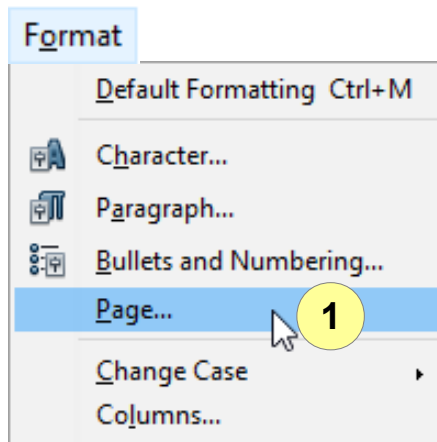 Format
Default Formatting Ctrl+M
Character...
Paragraph...
Bullets and Numbering...
Page...
1
Change Case
Columns...